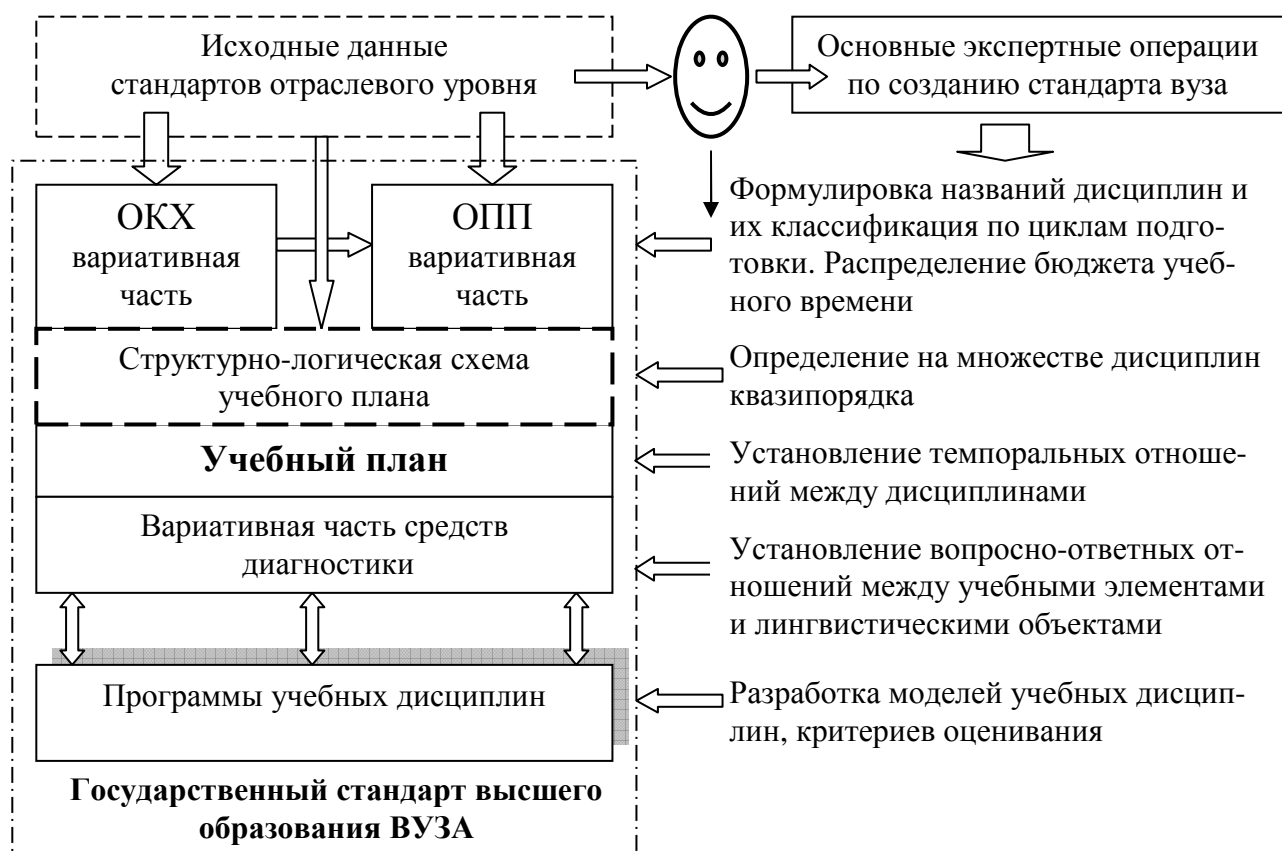 Исходные данные
стандартов отраслевого уровня
Основные экспертные операции
по созданию стандарта вуза
ОКХ
вариативная
часть
ОПП
вариативная
часть
Формулировка названий дисциплин и
их классификация по циклам подго-
товки. Распределение бюджета учеб-
ного времени
Структурно-логическая схема
учебного плана
Определение на множестве дисциплин
квазипорядка
Учебный план
Установление темпоральных отноше-
ний между дисциплинами
Вариативная часть средств
диагностики
Установление вопросно-ответных от-
ношений между учебными элементами
и лингвистическими объектами
Программы учебных дисциплин
Разработка моделей учебных дисцип-
лин, критериев оценивания
Государственный стандарт высшего
образования ВУЗА